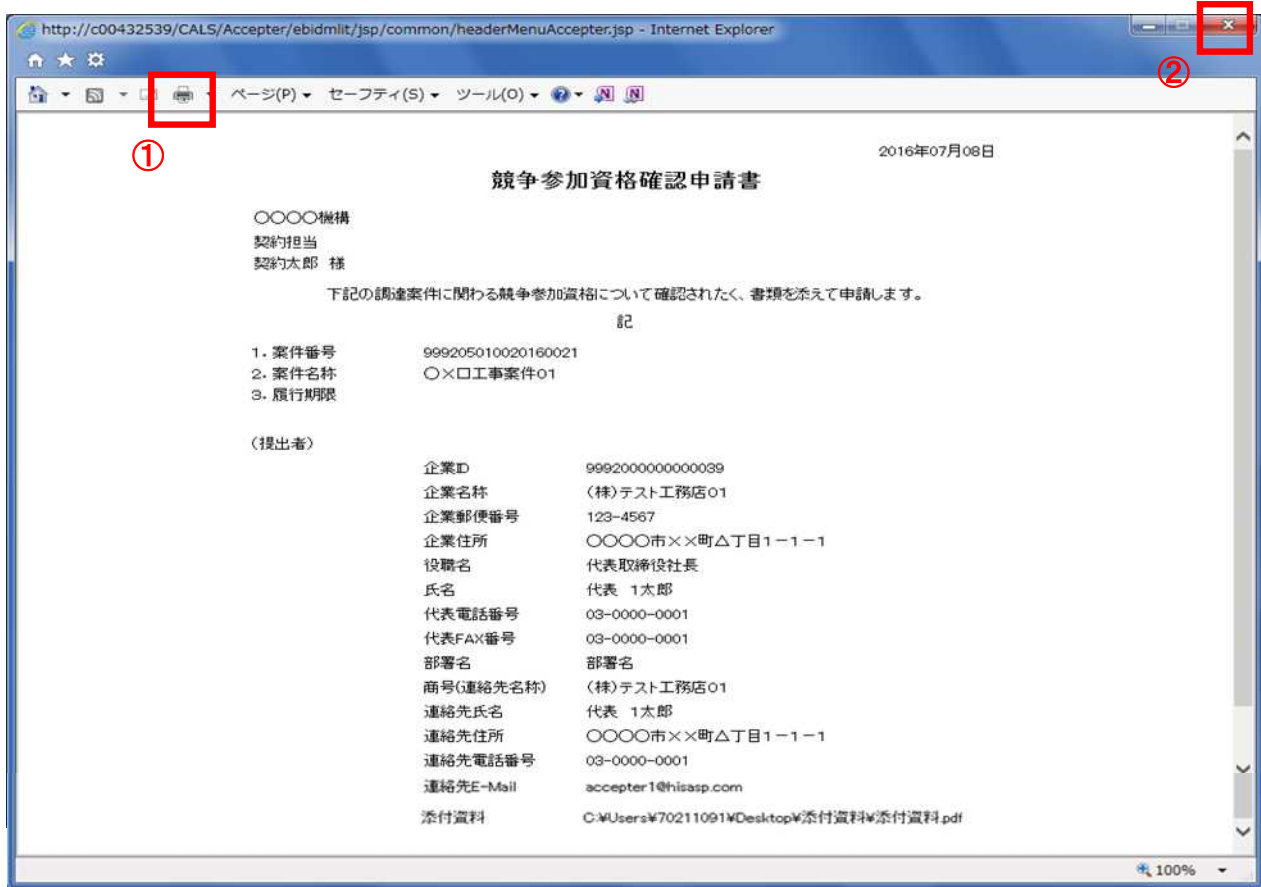 http://c00432539/CALS/Accepter/ebidmlit/jsp/common/headerMenuAccepter.jsp - Internet Explorer
②
ページ(P) セーフティ(S) ツール(O)
①
2016年07月08日
競争参加資格確認申請書
〇〇〇〇機構
契約担当
契約太郎 様
下記の調達案件に関わる競争参加資格について確認されたく、書類を添えて申請します。
記
1. 案件番号 999205010020160021
2. 案件名称 〇×口工事案件01
3. 履行期限
(提出者)
企業ID 9992000000000039
企業名称 (株)テスト工務店01
企業郵便番号 123-4567
企業住所 〇〇〇〇市××町△丁目1-1-1
役職名 代表取締役社長
氏名 代表 1太郎
代表電話番号 03-0000-0001
代表FAX番号 03-0000-0001
部署名 部署名
商号(連絡先名称) (株)テスト工務店01
連絡先氏名 代表 1太郎
連絡先住所 〇〇〇〇市××町△丁目1-1-1
連絡先電話番号 03-0000-0001
連絡先E-Mail accepter1@hisasp.com
添付資料 C:¥Users¥70211091¥Desktop¥添付資料¥添付資料.pdf
100%